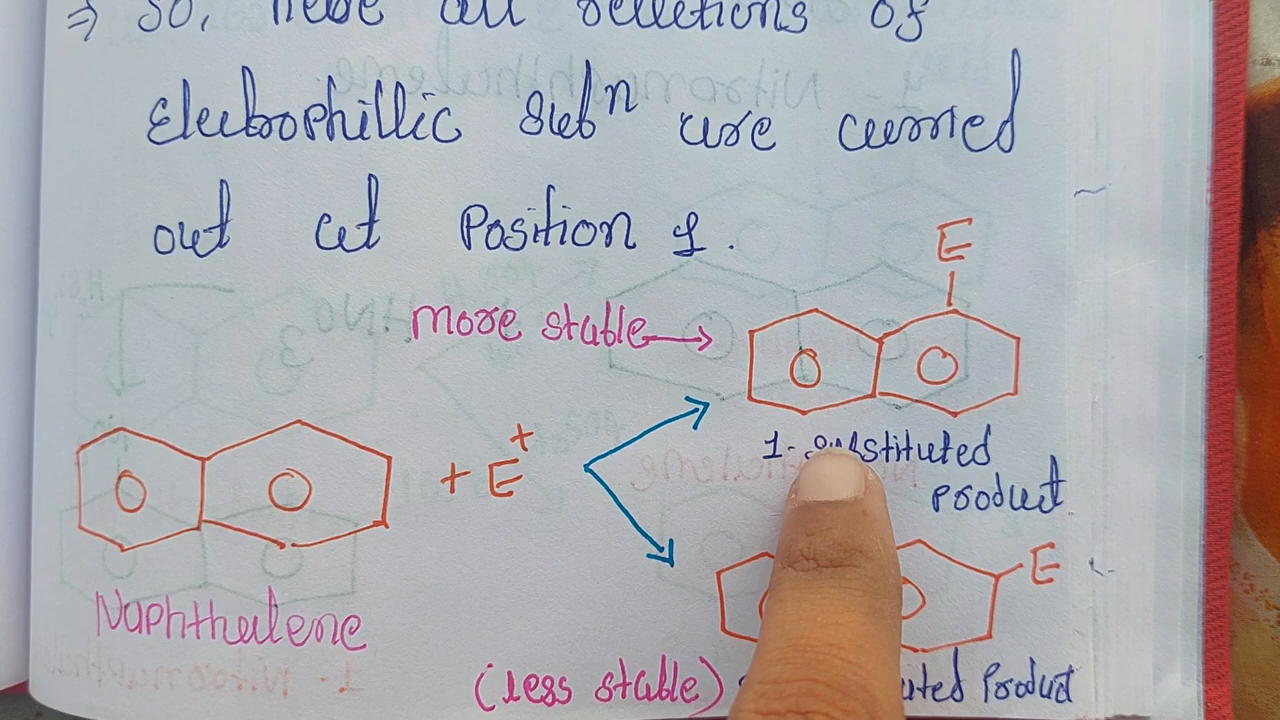 ⇒ So, here all reactions of
Electrophillic Subⁿ are carried
out at Position 1.
E
more stable →
1- substituted
product
Naphthalene
+ E⁺
E
(less stable)
uted Product